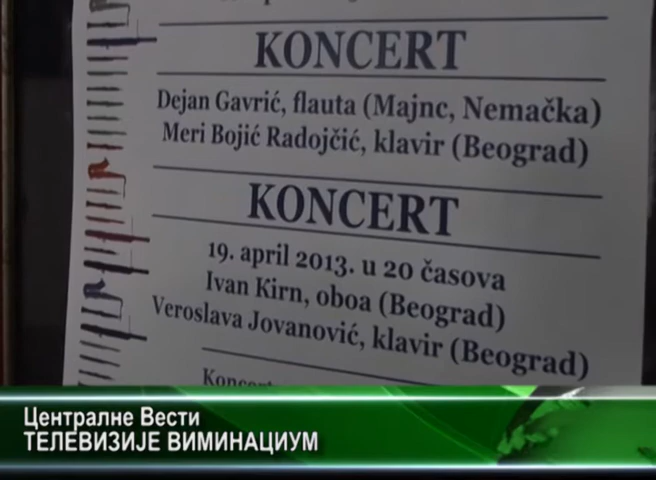 KONCERT
Dejan Gavrić, flauta (Majnc, Nemačka)
Meri Bojić Radojčić, klavir (Beograd)
KONCERT
19. april 2013. u 20 časova
Ivan Kirn, oboa (Beograd)
Veroslava Jovanović, klavir (Beograd)
Централне Вести
ТЕЛЕВИЗИЈЕ ВИМИНАЦИУМ